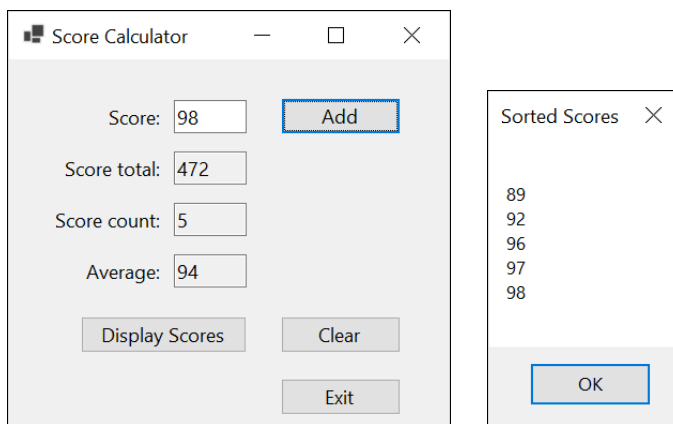 Score Calculator
Score: 98 Add
Score total: 472
Score count: 5
Average: 94
Display Scores Clear
Exit
Sorted Scores
89
92
96
97
98
OK